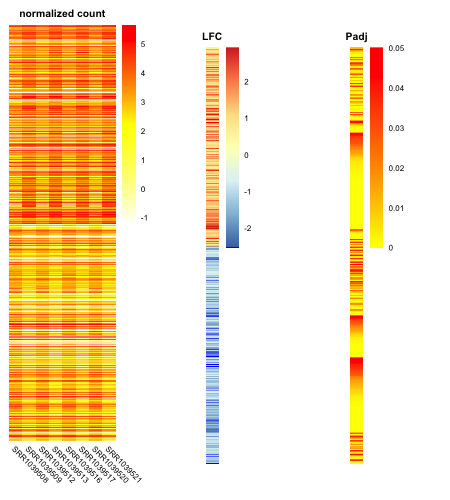 normalized count
5
4
3
2
1
0
-1
SRR1039508
SRR1039509
SRR1039512
SRR1039513
SRR1039516
SRR1039517
SRR1039520
SRR1039521
LFC
2
1
0
-1
-2
Padj
0.05
0.04
0.03
0.02
0.01
0